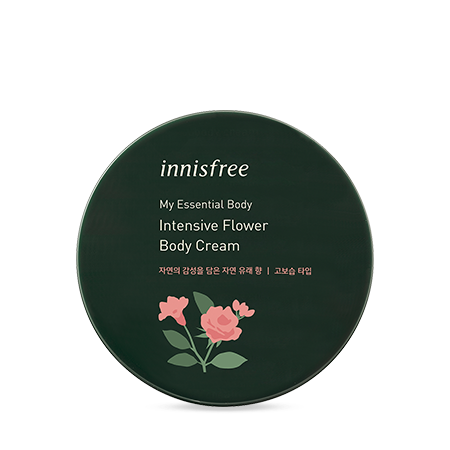 innisfree
My Essential Body
Intensive Flower
Body Cream
자연의 감성을 담은 자연 유래 향 | 고보습 타입